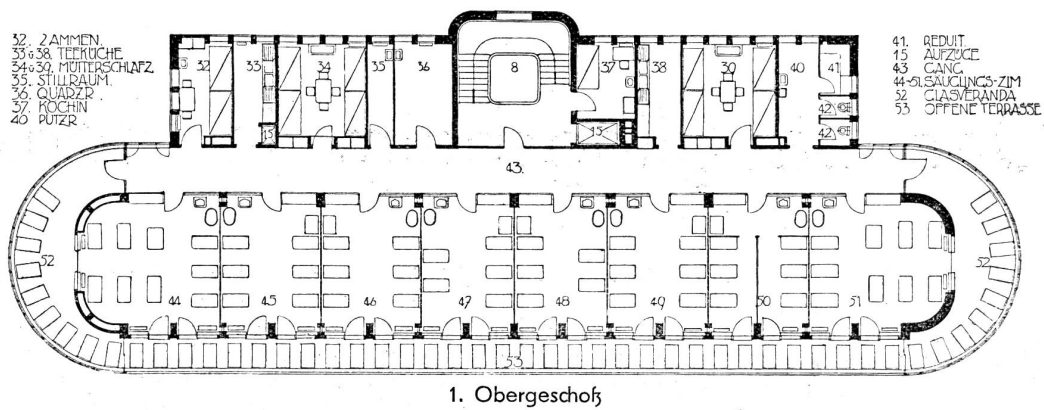 32. 2 AMMEN.
33 u 38. TEEKÜCHE
34 u 39. MÜTTERSCHLAFZ
35. STILLRAUM.
36. QUARZR.
37. KÖCHIN
40. PUTZR.
41. REDUIT.
15 AUFZÜGE
43 GANG
44-51. SÄUGLINGS-ZIM
52 GLASVERANDA
53 OFFENE TERRASSE
32 33 34 35 36 8 37 38 39 40 41
42
15 15 42
43.
52 52
44 45 46 47 48 49 50 51
53
1. Obergeschoß